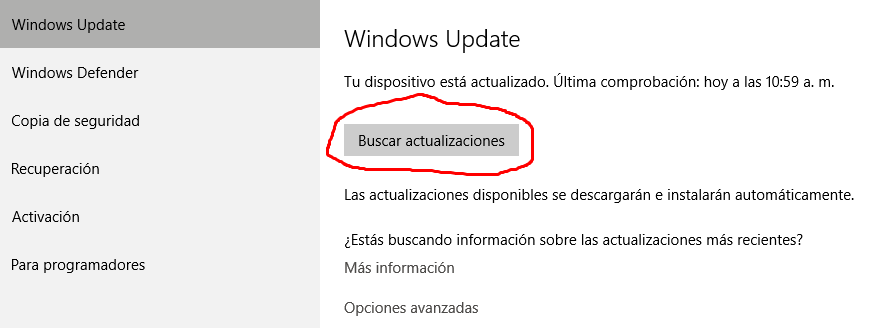 Windows Update
Windows Defender
Copia de seguridad
Recuperación
Activación
Para programadores
Windows Update
Tu dispositivo está actualizado. Última comprobación: hoy a las 10:59 a. m.
Buscar actualizaciones
Las actualizaciones disponibles se descargarán e instalarán automáticamente.
¿Estás buscando información sobre las actualizaciones más recientes?
Más información
Opciones avanzadas